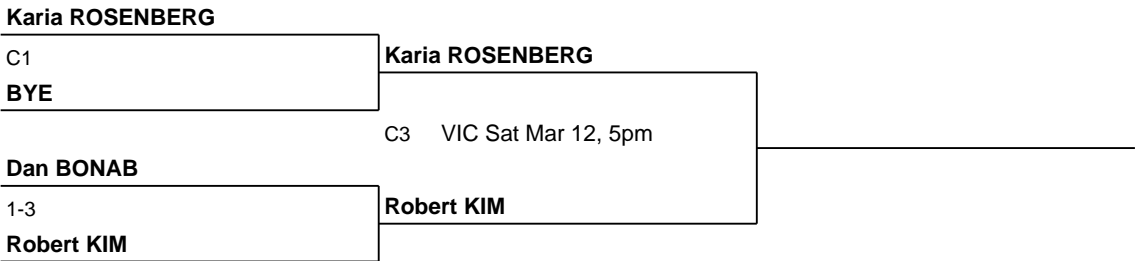 Karia ROSENBERG
C1
Karia ROSENBERG
BYE
C3 VIC Sat Mar 12, 5pm
Dan BONAB
1-3
Robert KIM
Robert KIM